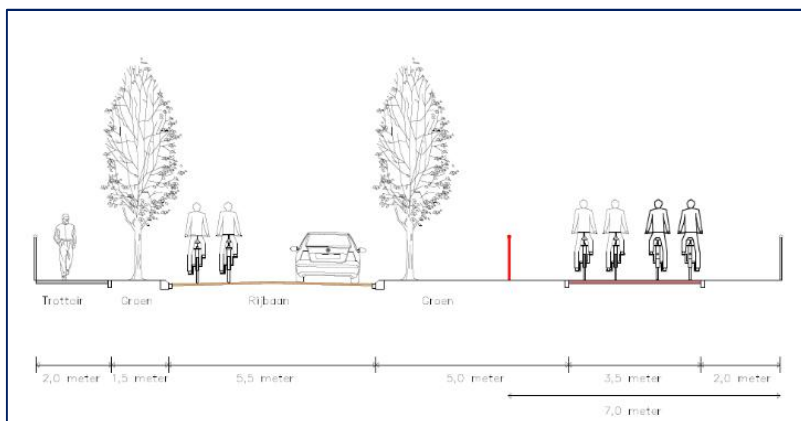 Trottoir Groen Rijbaan Groen
2,0 meter 1,5 meter 5,5 meter 5,0 meter 3,5 meter 2,0 meter
7,0 meter